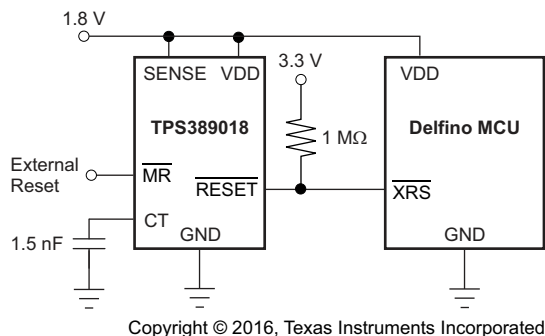 1.8 V
SENSE VDD
3.3 V
VDD
TPS389018
1 MΩ
Delfino MCU
External
Reset
MR
RESET
XRS
CT
1.5 nF
GND
GND
Copyright © 2016, Texas Instruments Incorporated